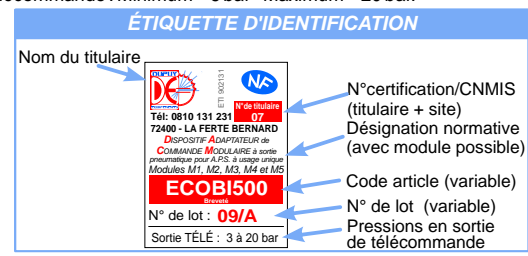 ÉTIQUETTE D'IDENTIFICATION
Nom du titulaire
DUPUY
NF
ETI 902131
N°de titulaire
Tél: 0810 131 231
07
72400 - LA FERTE BERNARD
DISPOSITIF ADAPTATEUR de
COMMANDE MODULAIRE à sortie
pneumatique pour A.P.S. à usage unique
Modules M1, M2, M3, M4 et M5
ECOBI500
Breveté
N° de lot : 09/A
Sortie TÉLÉ : 3 à 20 bar
N°certification/CNMIS
(titulaire + site)
Désignation normative
(avec module possible)
Code article (variable)
N° de lot (variable)
Pressions en sortie
de télécommande